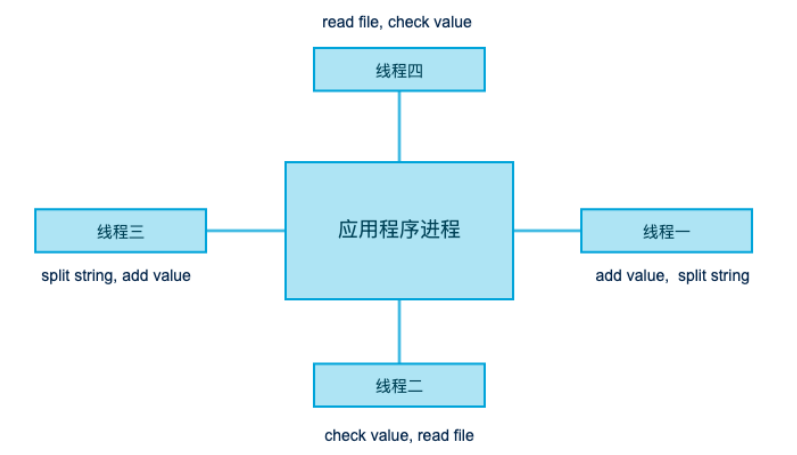 read file, check value
线程四
应用程序进程
线程三
线程一
split string, add value
add value, split string
线程二
check value, read file